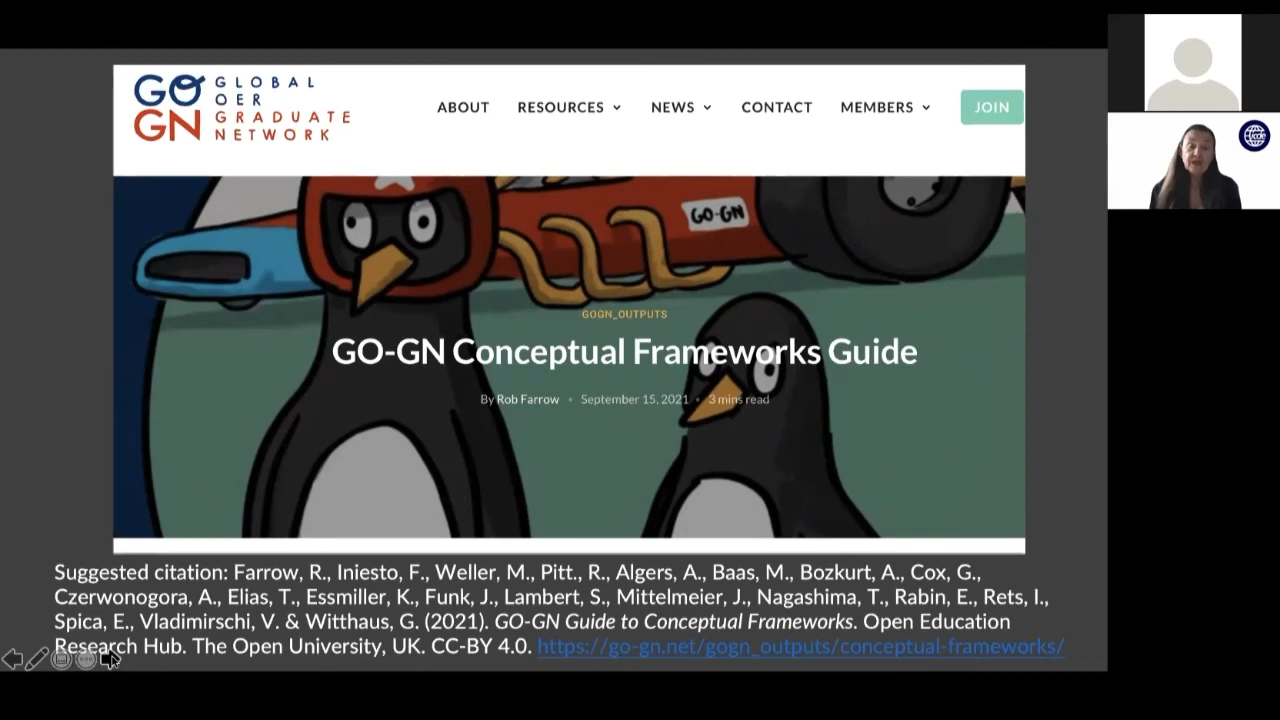 GO GLOBAL
OER
GN GRADUATE
NETWORK
ABOUT RESOURCES NEWS CONTACT MEMBERS JOIN
GO-GN
GOGN_OUTPUTS
GO-GN Conceptual Frameworks Guide
By Rob Farrow • September 15, 2021 • 3 mins read
Suggested citation: Farrow, R., Iniesto, F., Weller, M., Pitt., R., Algers, A., Baas, M., Bozkurt, A., Cox, G.,
Czerwonogora, A., Elias, T., Essmiller, K., Funk, J., Lambert, S., Mittelmeier, J., Nagashima, T., Rabin, E., Rets, I.,
Spica, E., Vladimirschi, V. & Witthaus, G. (2021). GO-GN Guide to Conceptual Frameworks. Open Education
Research Hub. The Open University, UK. CC-BY 4.0. https://go-gn.net/gogn_outputs/conceptual-frameworks/
icde